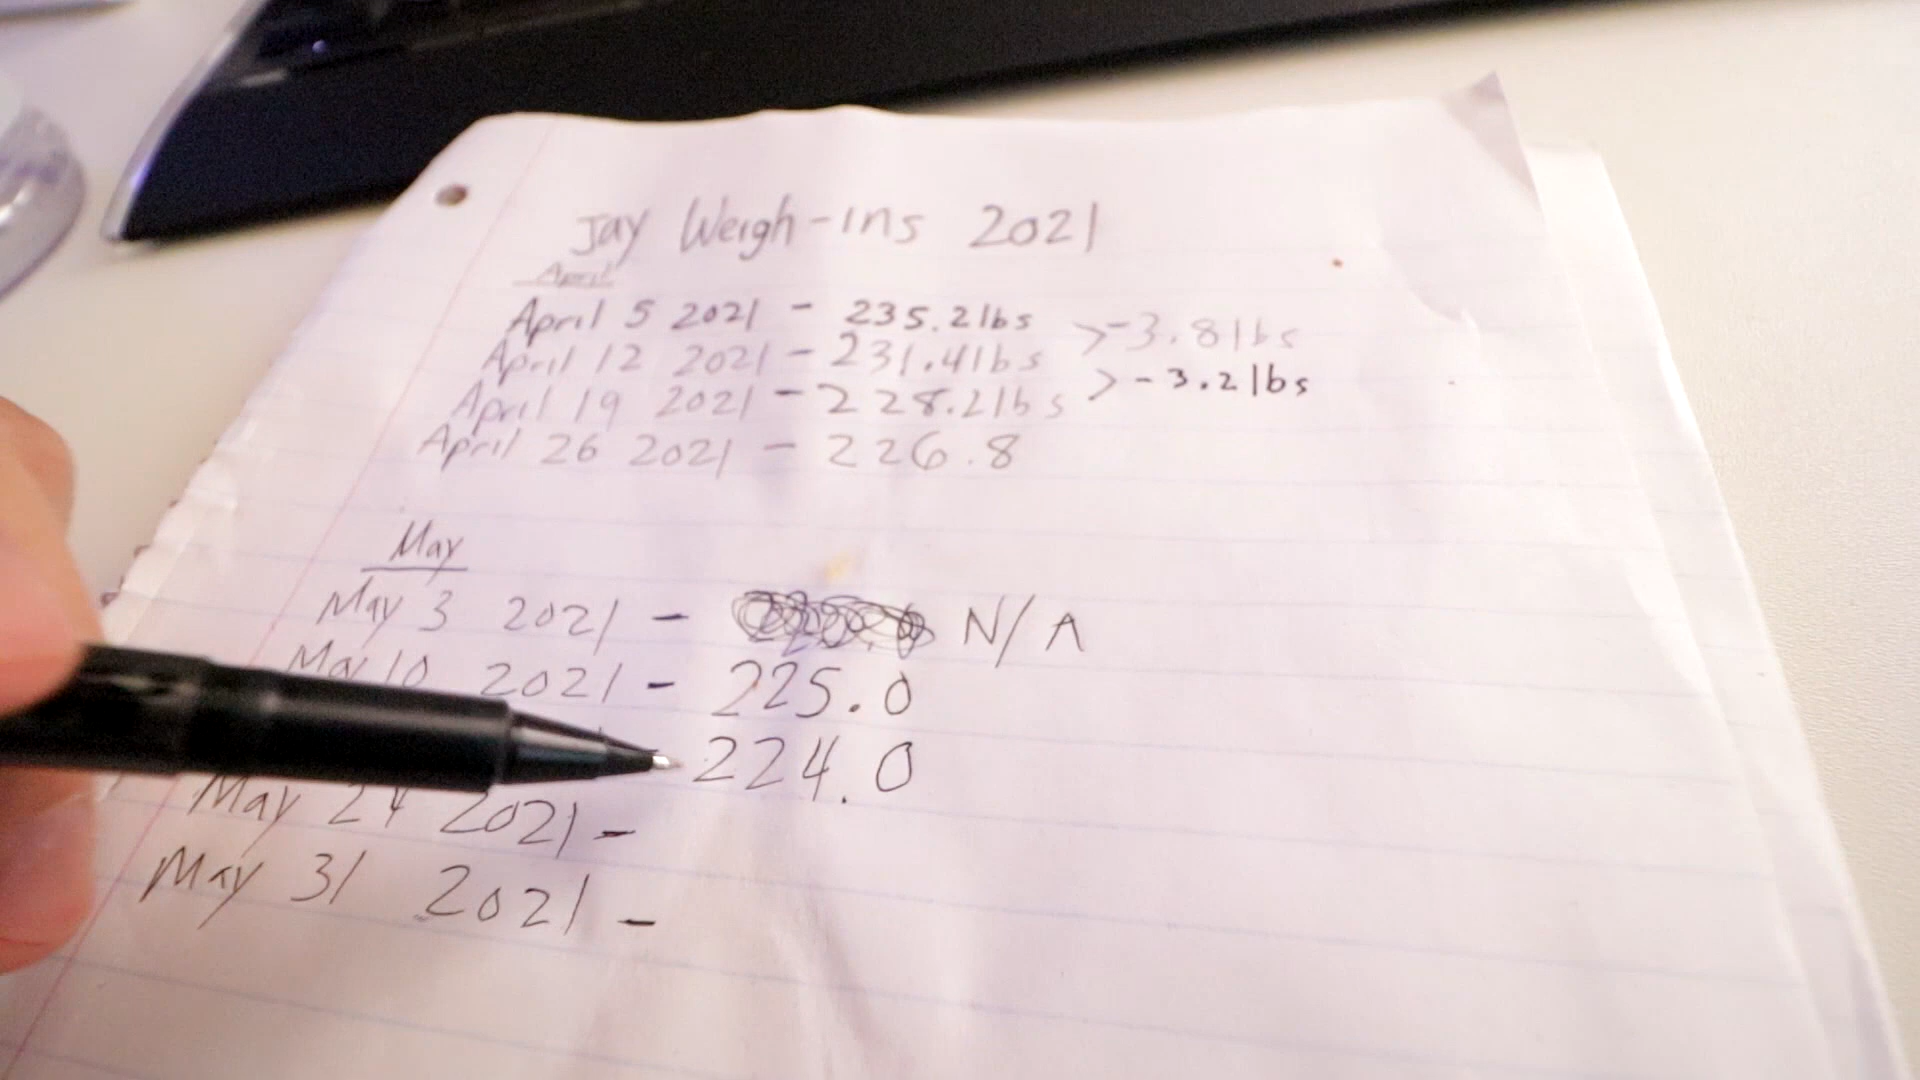 Jay Weigh-ins 2021
April
April 5 2021 - 235.2lbs
>-3.8lbs
April 12 2021 - 231.4lbs
>-3.2lbs
April 19 2021 - 228.2lbs
April 26 2021 - 226.8
May
May 3 2021 - N/A
May 10 2021 - 225.0
224.0
May 24 2021 -
May 31 2021 -